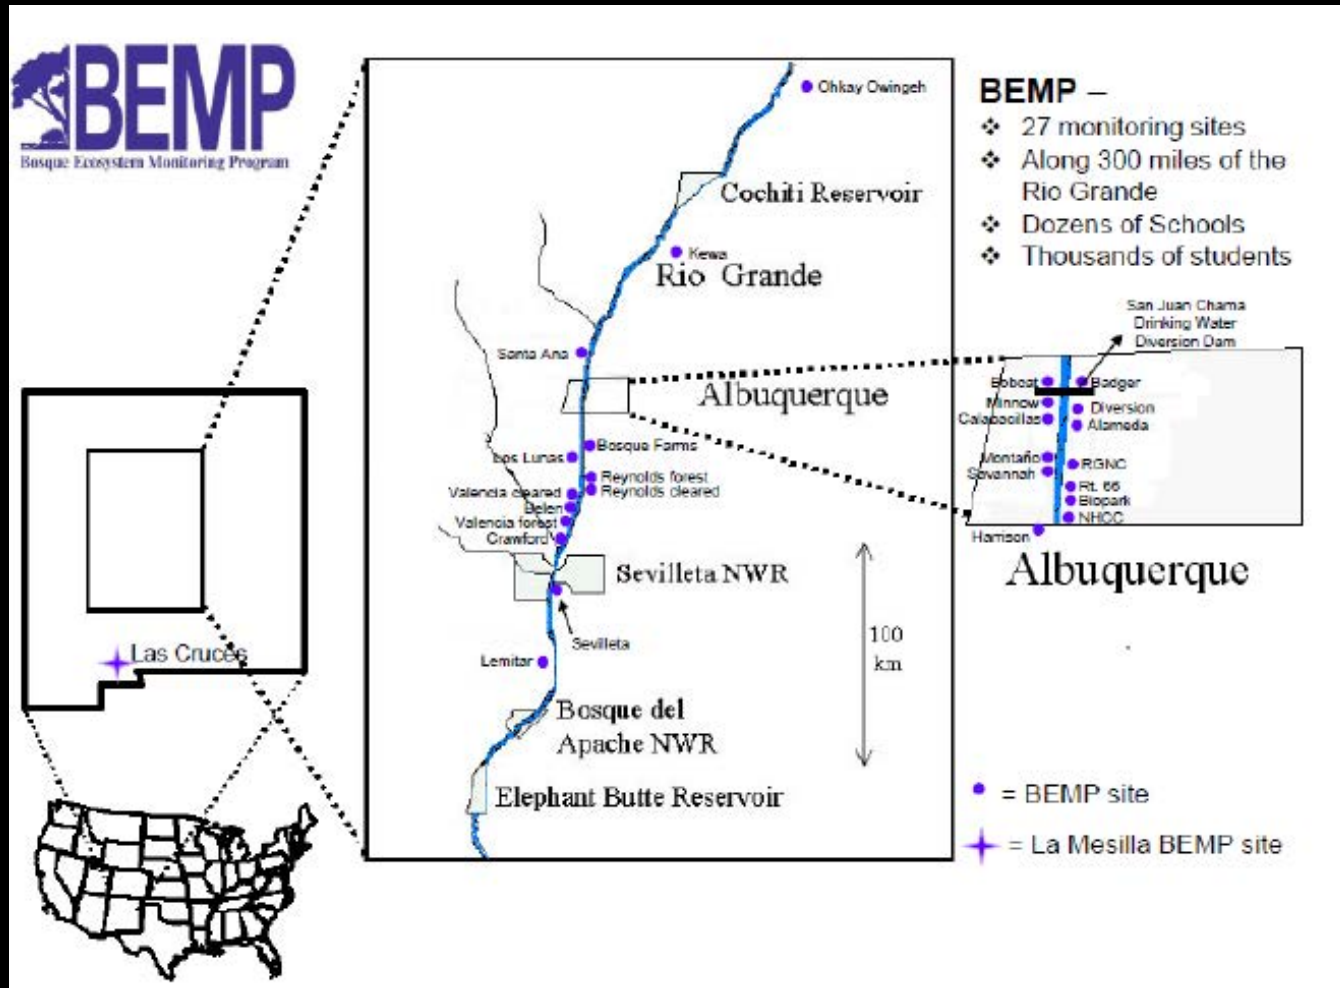 BEMP
Bosque Ecosystem Monitoring Program
Ohkay Owingeh
Cochiti Reservoir
Kewa
Rio Grande
Santa Ana
Albuquerque
Bosque Farms
Los Lunas
Reynolds forest
Valencia cleared
Reynolds cleared
Belen
Valencia forest
Crawford
Sevilleta NWR
Sevilleta
Lemitar
100
km
Bosque del
Apache NWR
Elephant Butte Reservoir
BEMP –
❖ 27 monitoring sites
❖ Along 300 miles of the
Rio Grande
❖ Dozens of Schools
❖ Thousands of students
San Juan Chama
Drinking Water
Diversion Dam
Bobcat
Badger
Minnow
Diversion
Calabacillas
Alameda
Montaño
RGNC
Savannah
Rt. 66
Biopark
NHCC
Harrison
Albuquerque
Las Cruces
= BEMP site
= La Mesilla BEMP site